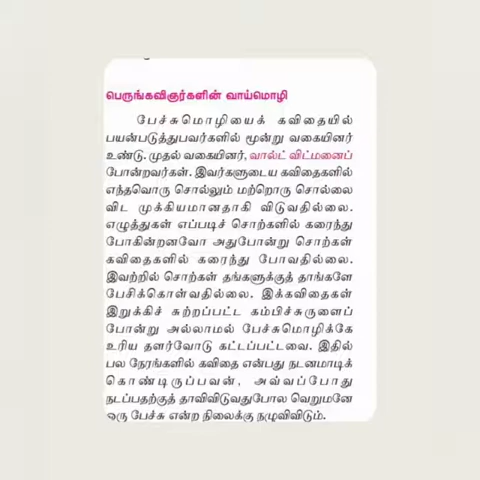 பெருங்கவிஞர்களின் வாய்மொழி
பேச்சுமொழியைக் கவிதையில்
பயன்படுத்துபவர்களில் மூன்று வகையினர்
உண்டு. முதல் வகையினர், வால்ட் விட்மனைப்
போன்றவர்கள். இவர்களுடைய கவிதைகளில்
எந்தவொரு சொல்லும் மற்றொரு சொல்லை
விட முக்கியமானதாகி விடுவதில்லை.
எழுத்துகள் எப்படிச் சொற்களில் கரைந்து
போகின்றனவோ அதுபோன்று சொற்கள்
கவிதைகளில் கரைந்து போவதில்லை.
இவற்றில் சொற்கள் தங்களுக்குத் தாங்களே
பேசிக்கொள்வதில்லை. இக்கவிதைகள்
இறுக்கிச் சுற்றப்பட்ட கம்பிச்சுருளைப்
போன்று அல்லாமல் பேச்சுமொழிக்கே
உரிய தளர்வோடு கட்டப்பட்டவை. இதில்
பல நேரங்களில் கவிதை என்பது நடனமாடிக்
கொண்டிருப்பவன், அவ்வப்போது
நடப்பதற்குத் தாவிவிடுவதுபோல வெறுமனே
ஒரு பேச்சு என்ற நிலைக்கு நழுவிவிடும்.